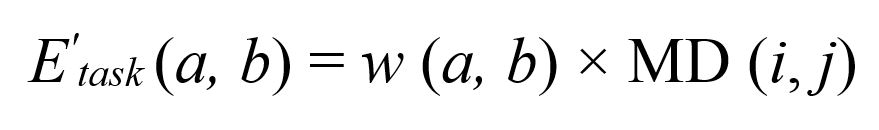 E'task (a, b) = w (a, b) × MD (i, j)